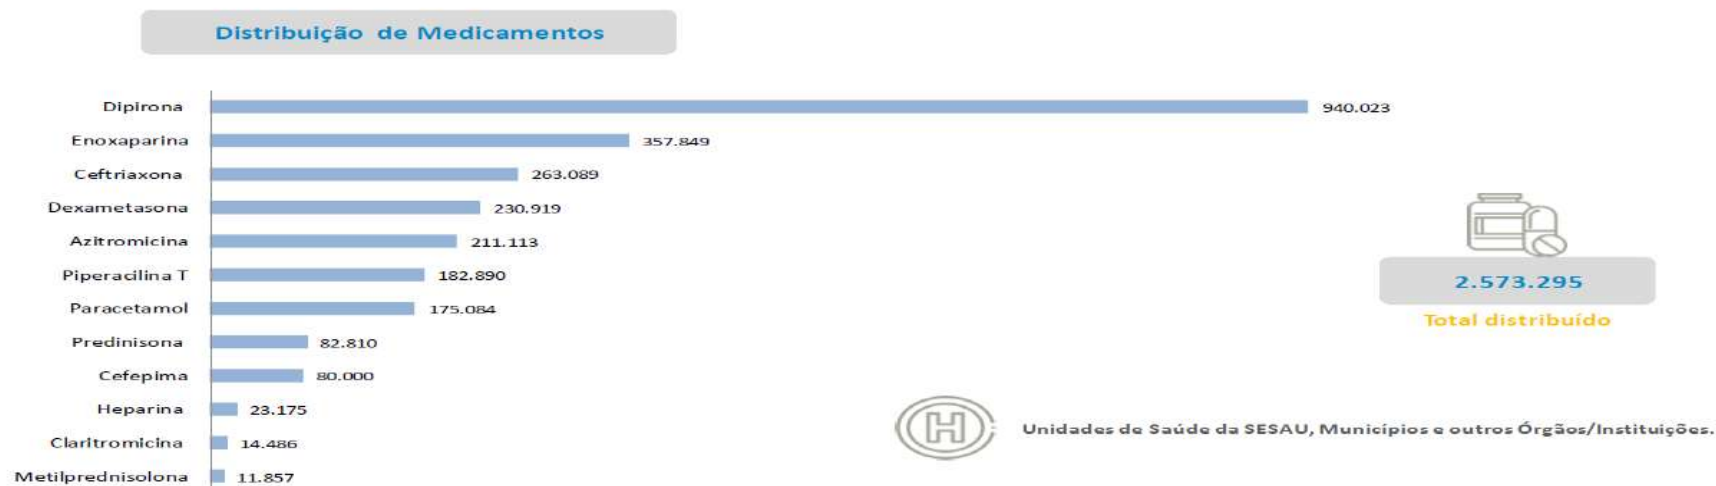 Distribuição de Medicamentos
Dipirona 940.023
Enoxaparina 357.849
Ceftriaxona 263.089
Dexametasona 230.919
Azitromicina 211.113
Piperacilina T 182.890
Paracetamol 175.084
Predinisona 82.810
Cefepima 80.000
Heparina 23.175
Claritromicina 14.486
Metilprednisolona 11.857
2.573.295
Total distribuído
H
Unidades de Saúde da SESAU, Municípios e outros Órgãos/Instituições.